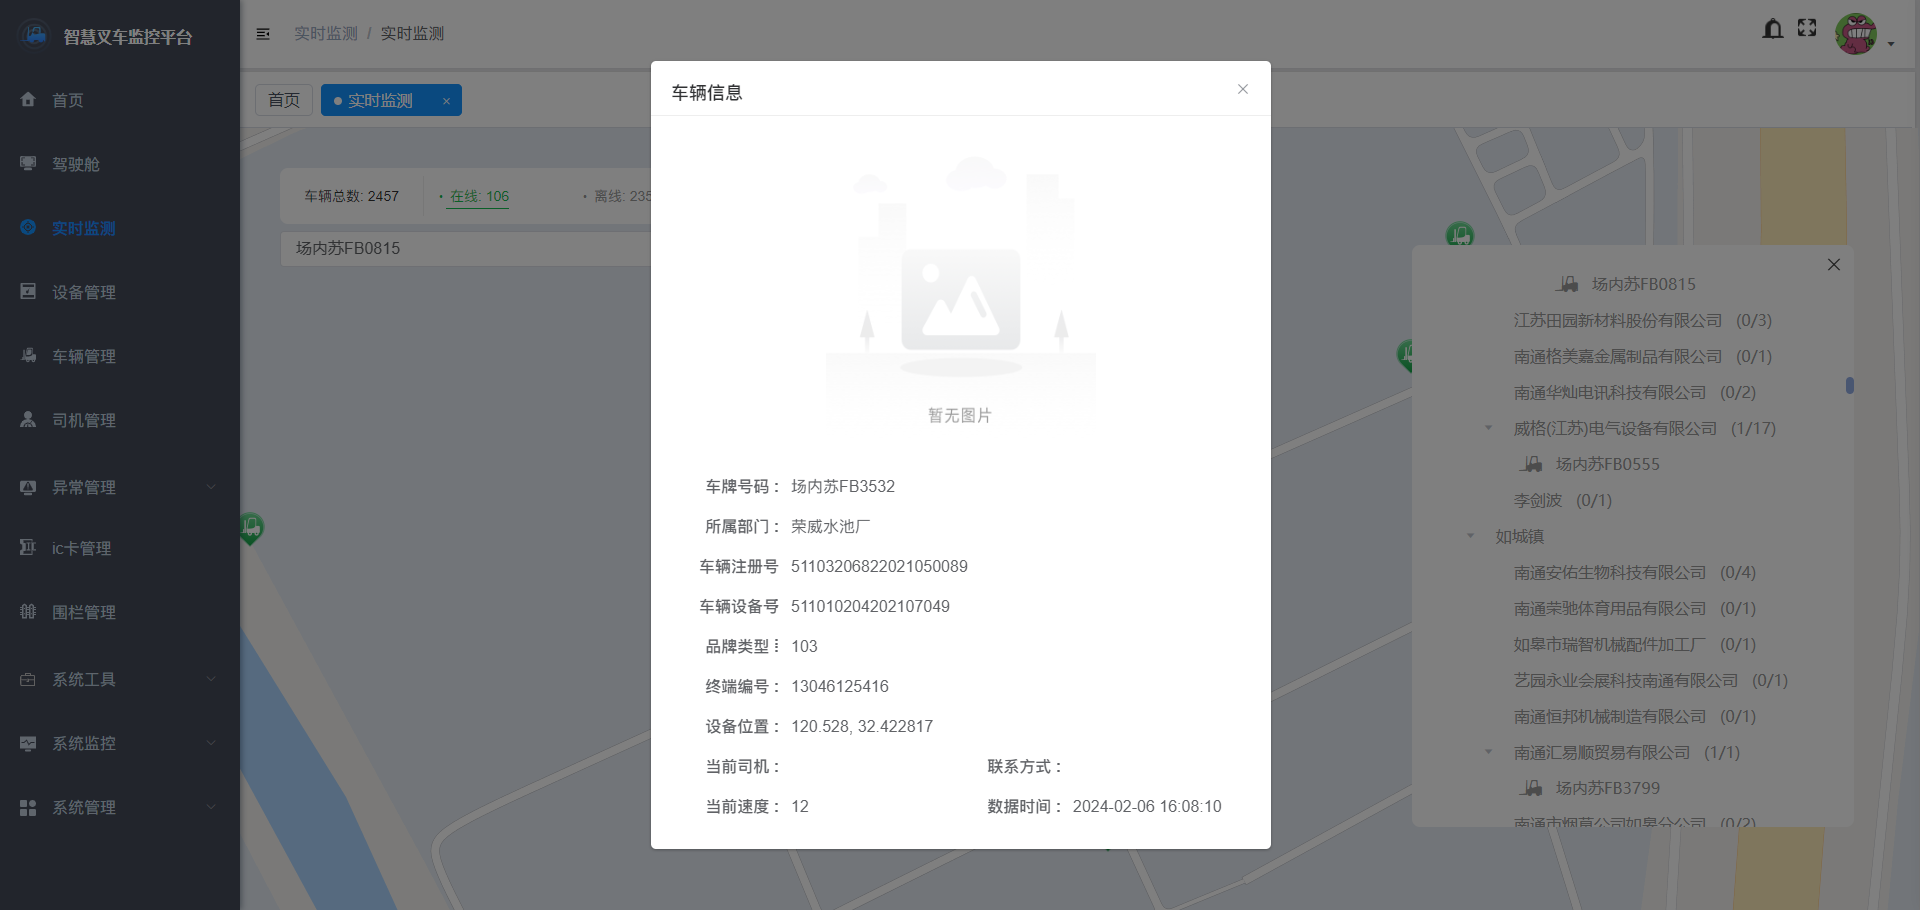 智慧叉车监控平台
首页
驾驶舱
实时监测
设备管理
车辆管理
司机管理
异常管理
ic卡管理
围栏管理
系统工具
系统监控
系统管理
实时监测 / 实时监测
首页
实时监测 ×
车辆总数: 2457
在线: 106
离线: 235
场内苏FB0815
车辆信息
暂无图片
车牌号码： 场内苏FB3532
所属部门： 荣威水池厂
车辆注册号 51103206822021050089
车辆设备号 511010204202107049
品牌类型： 103
终端编号： 13046125416
设备位置： 120.528, 32.422817
当前司机： 联系方式：
当前速度： 12 数据时间： 2024-02-06 16:08:10
场内苏FB0815
江苏田园新材料股份有限公司 (0/3)
南通格美嘉金属制品有限公司 (0/1)
南通华灿电讯科技有限公司 (0/2)
威格(江苏)电气设备有限公司 (1/17)
场内苏FB0555
李剑波 (0/1)
如城镇
南通安佑生物科技有限公司 (0/4)
南通荣驰体育用品有限公司 (0/1)
如皋市瑞智机械配件加工厂 (0/1)
艺园永业会展科技南通有限公司 (0/1)
南通恒邦机械制造有限公司 (0/1)
南通汇易顺贸易有限公司 (1/1)
场内苏FB3799
南通市烟草公司如皋分公司 (0/2)